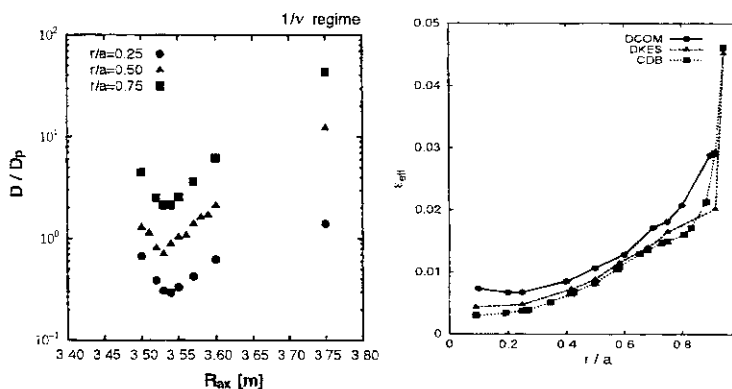 1/ν regime
10²
10¹
10⁰
10⁻¹
D / Dp
r/a=0.25
r/a=0.50
r/a=0.75
3 40 3 45 3.50 3.55 3 60 3 65 3 70 3.75 3 80
Rax [m]
0.05
0.04
0.03
0.02
0.01
0
εeff
DCOM
DKES
CDB
0 0.2 0.4 0.6 0.8
r / a